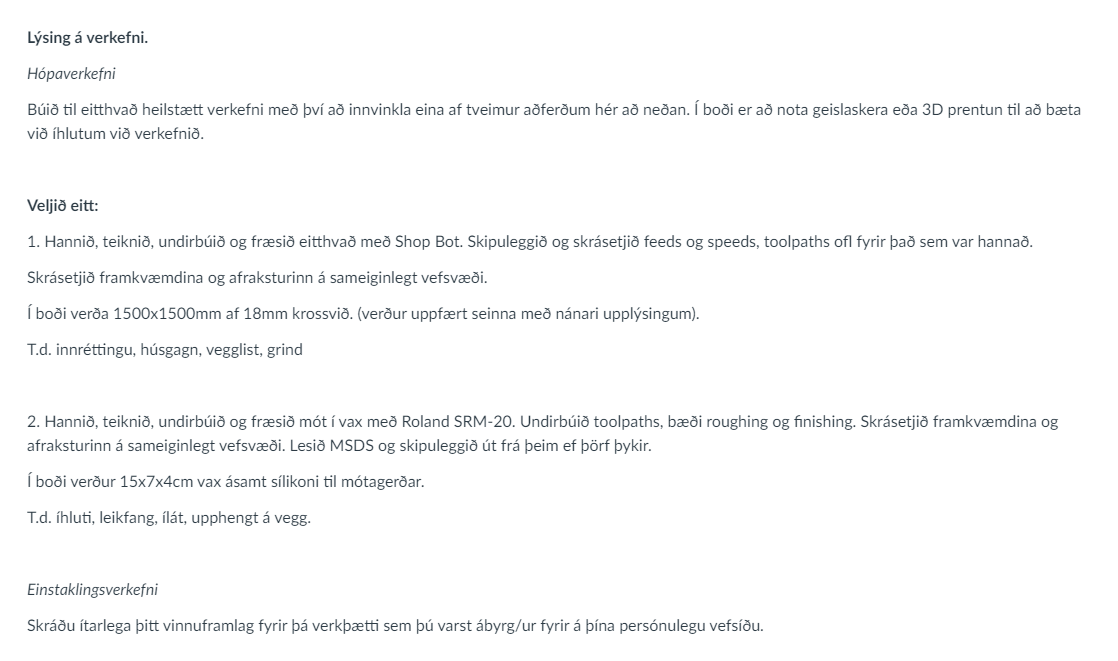 Lýsing á verkefni.
Hópaverkefni
Búið til eitthvað heilstætt verkefni með því að innvinkla eina af tveimur aðferðum hér að neðan. Í boði er að nota geislaskera eða 3D prentun til að bæta
við íhlutum við verkefnið.
Veljið eitt:
1. Hannið, teiknið, undirbúið og fræsið eitthvað með Shop Bot. Skipuleggið og skrásetjið feeds og speeds, toolpaths ofl fyrir það sem var hannað.
Skrásetjið framkvæmdina og afraksturinn á sameiginlegt vefsvæði.
Í boði verða 1500x1500mm af 18mm krossvið. (verður uppfært seinna með nánari upplýsingum).
T.d. innréttingu, húsgagn, vegglist, grind
2. Hannið, teiknið, undirbúið og fræsið mót í vax með Roland SRM-20. Undirbúið toolpaths, bæði roughing og finishing. Skrásetjið framkvæmdina og
afraksturinn á sameiginlegt vefsvæði. Lesið MSDS og skipuleggið út frá þeim ef þörf þykir.
Í boði verður 15x7x4cm vax ásamt sílikoni til mótagerðar.
T.d. íhluti, leikfang, ílát, upphengt á vegg.
Einstaklingsverkefni
Skráðu ítarlega þitt vinnuframlag fyrir þá verkþætti sem þú varst ábyrg/ur fyrir á þína persónulegu vefsíðu.